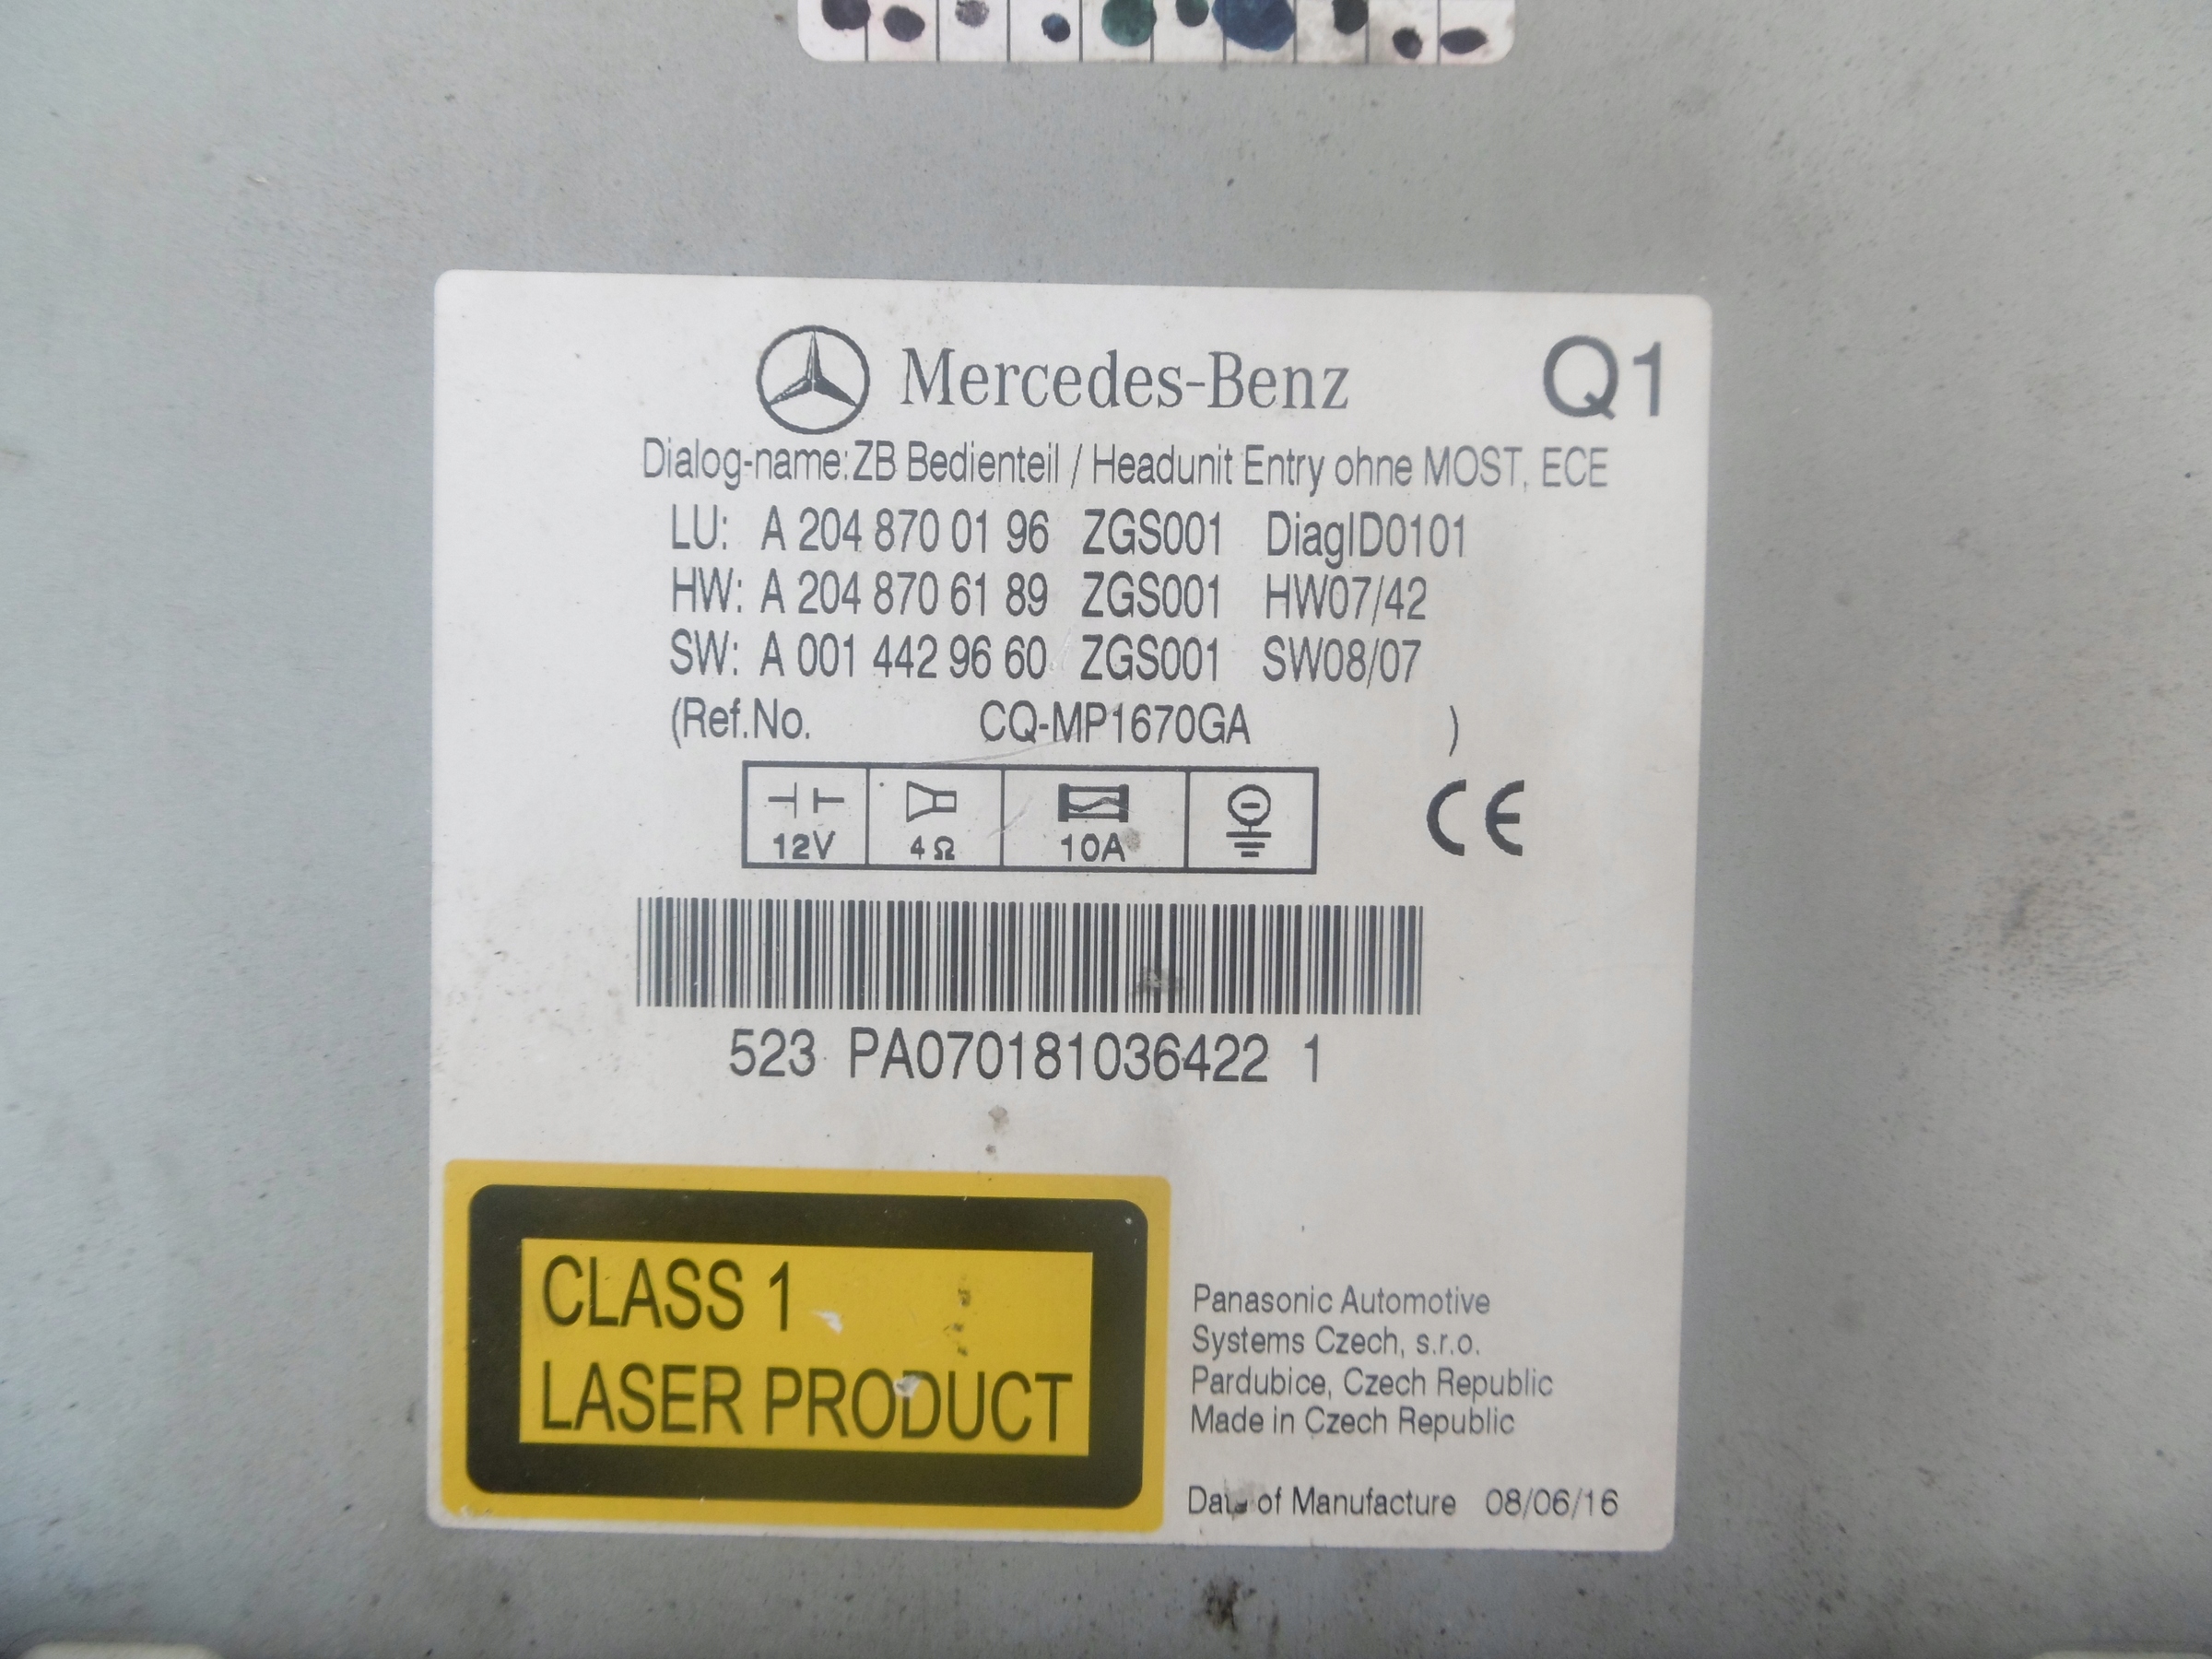 Mercedes-Benz Q1
Dialog-name:ZB Bedienteil / Headunit Entry ohne MOST, ECE
LU: A 204 870 01 96 ZGS001 DiagID0101
HW: A 204 870 61 89 ZGS001 HW07/42
SW: A 001 442 96 60 ZGS001 SW08/07
(Ref.No. CQ-MP1670GA )
12V 4Ω 10A
CE
523 PA070181036422 1
CLASS 1
LASER PRODUCT
Panasonic Automotive
Systems Czech, s.r.o.
Pardubice, Czech Republic
Made in Czech Republic
Date of Manufacture 08/06/16